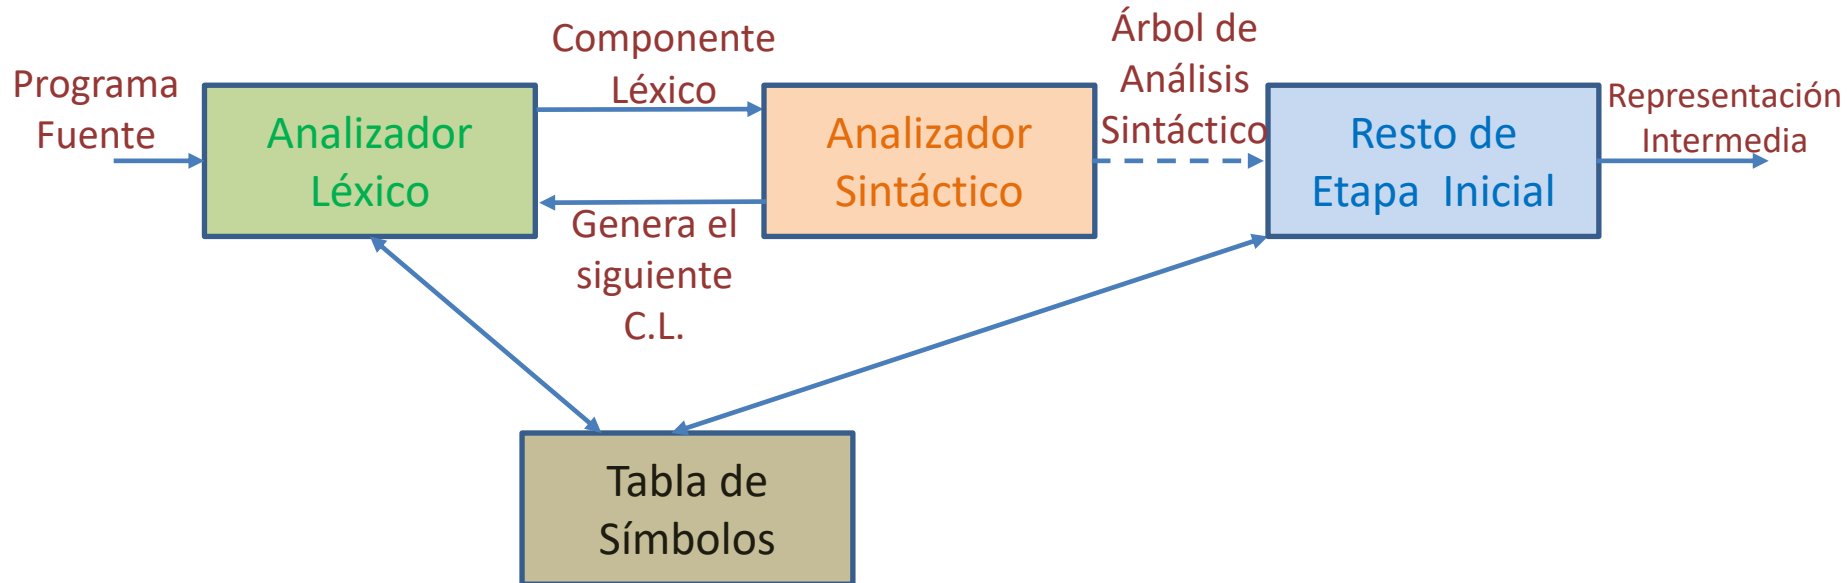 Programa
Fuente
Analizador
Léxico
Componente
Léxico
Genera el
siguiente
C.L.
Analizador
Sintáctico
Árbol de
Análisis
Sintáctico
Resto de
Etapa Inicial
Representación
Intermedia
Tabla de
Símbolos